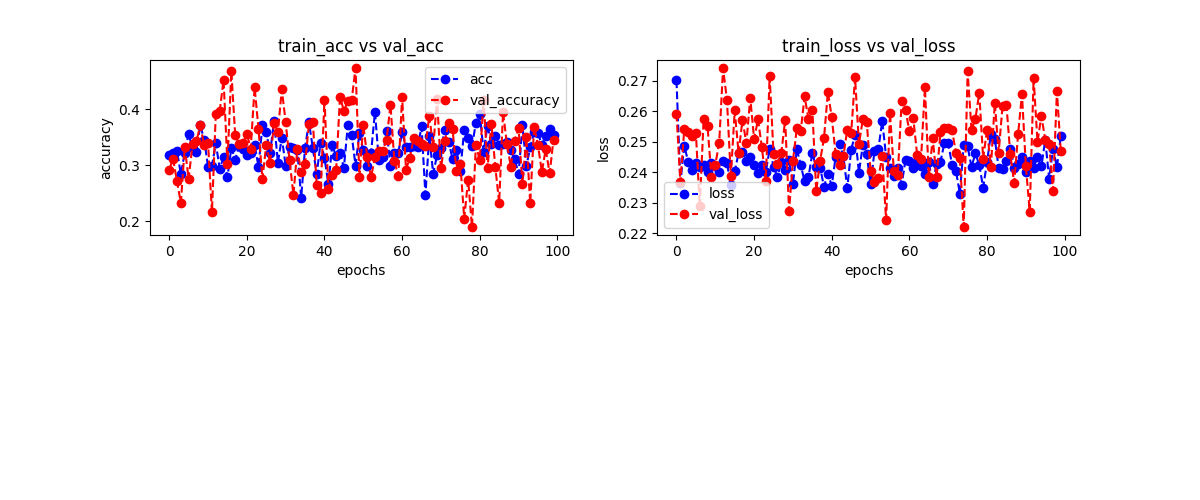 train_acc vs val_acc
acc
val_accuracy
accuracy
0.4
0.3
0.2
0
20
40
60
80
100
epochs
train_loss vs val_loss
loss
0.27
0.26
0.25
0.24
0.23
0.22
loss
val_loss
0
20
40
60
80
100
epochs